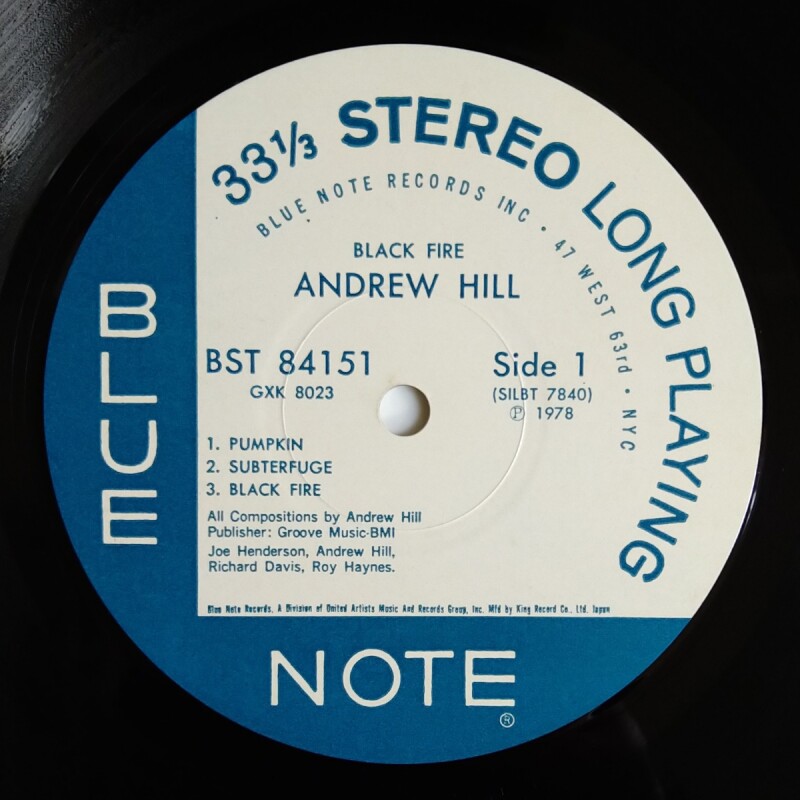 33⅓ STEREO LONG PLAYING
BLUE NOTE RECORDS INC • 47 WEST 63rd • NYC
BLACK FIRE
ANDREW HILL
BST 84151
GXK 8023
Side 1
(SILBT 7840)
℗ 1978
1. PUMPKIN
2. SUBTERFUGE
3. BLACK FIRE
All Compositions by Andrew Hill
Publisher: Groove Music-BMI
Joe Henderson, Andrew Hill,
Richard Davis, Roy Haynes.
Blue Note Records, A Division of United Artists Music And Records Group, Inc. Mfd by King Record Co., Ltd. Japan
BLUE
NOTE
®